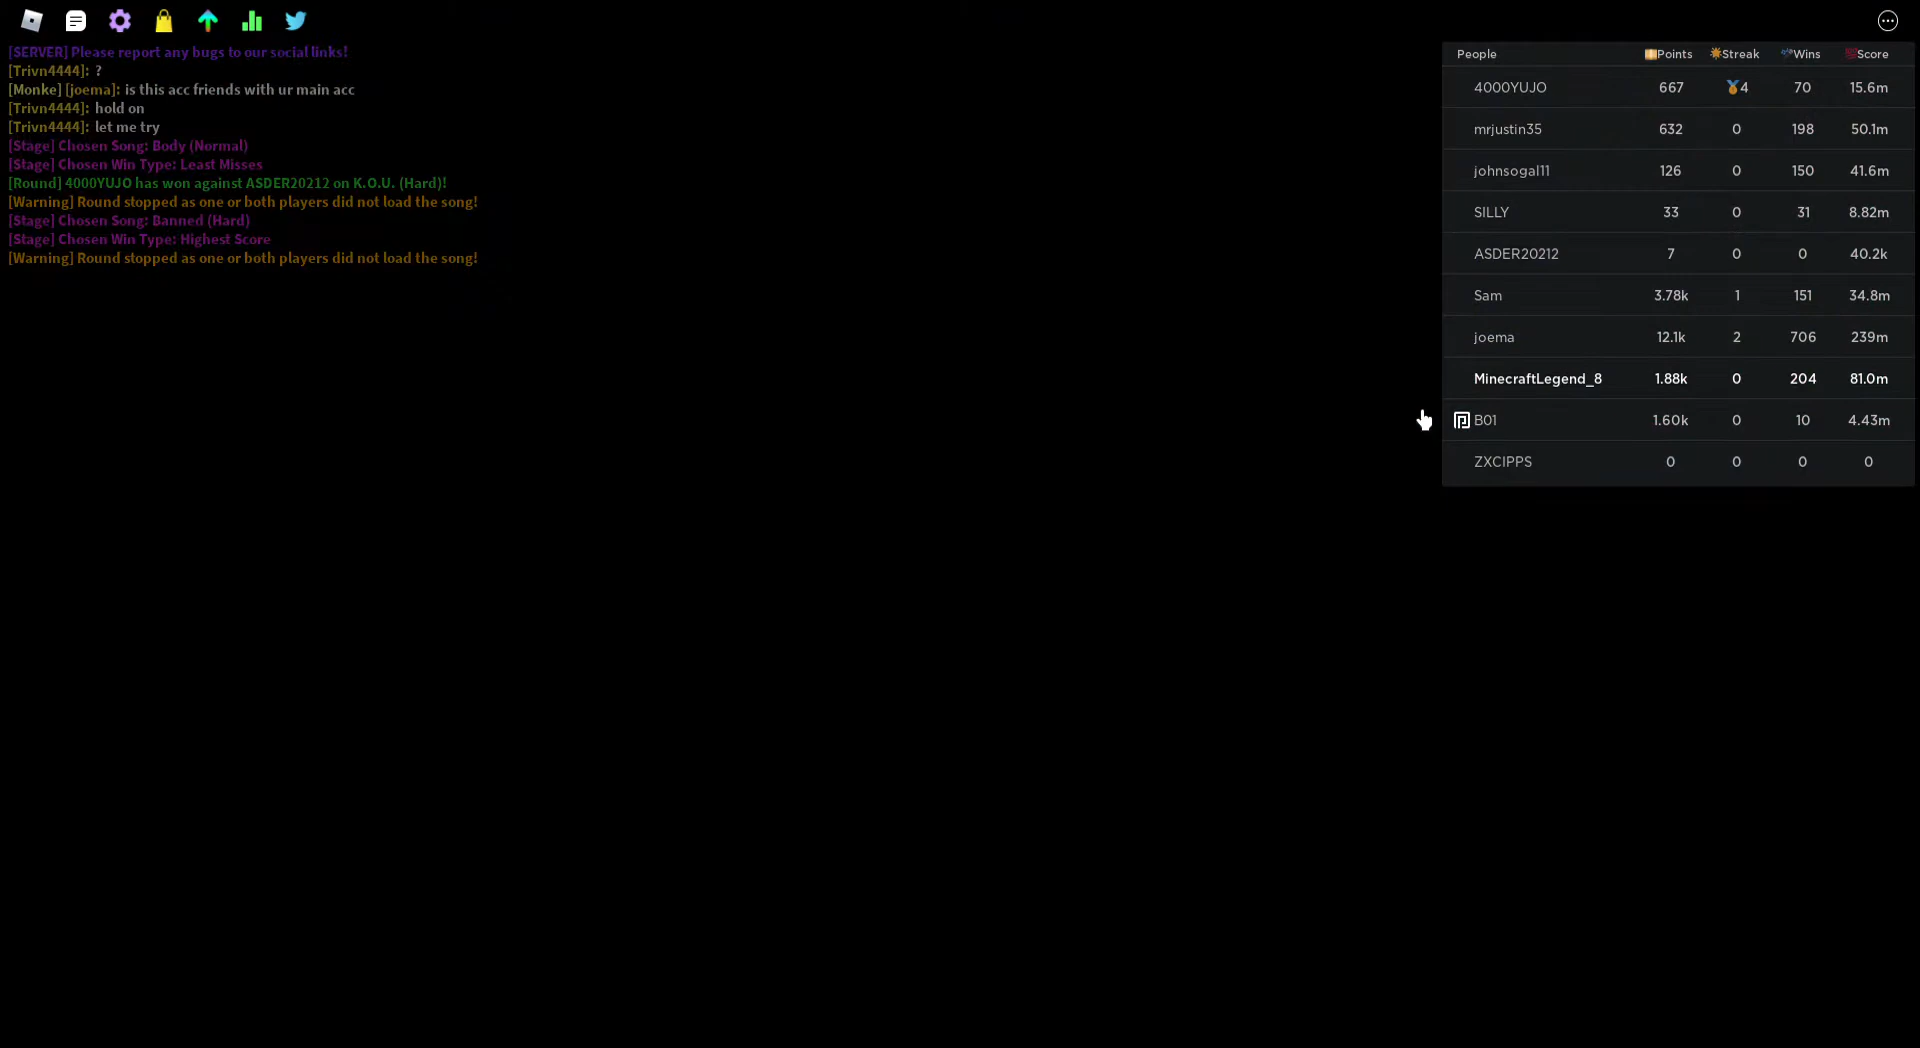 [SERVER] Please report any bugs to our social links!
[Trivn4444]: ?
[Monke] [joema]: is this acc friends with ur main acc
[Trivn4444]: hold on
[Trivn4444]: let me try
[Stage] Chosen Song: Body (Normal)
[Stage] Chosen Win Type: Least Misses
[Round] 4000YUJO has won against ASDER20212 on K.O.U. (Hard)!
[Warning] Round stopped as one or both players did not load the song!
[Stage] Chosen Song: Banned (Hard)
[Stage] Chosen Win Type: Highest Score
[Warning] Round stopped as one or both players did not load the song!
People Points Streak Wins Score
4000YUJO 667 🥉4 70 15.6m
mrjustin35 632 0 198 50.1m
johnsogal11 126 0 150 41.6m
SILLY 33 0 31 8.82m
ASDER20212 7 0 0 40.2k
Sam 3.78k 1 151 34.8m
joema 12.1k 2 706 239m
MinecraftLegend_8 1.88k 0 204 81.0m
B01 1.60k 0 10 4.43m
ZXCIPPS 0 0 0 0